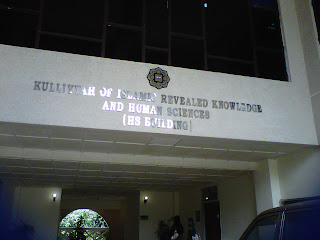 KULLIYYAH OF ISLAMIC REVEALED KNOWLEDGE
AND HUMAN SCIENCES
(HS BUILDING)